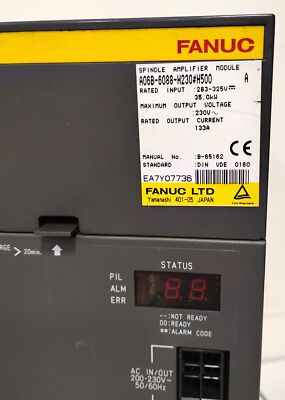 FANUC
SPINDLE AMPLIFIER MODULE
A06B-6088-H230#H500 A
RATED INPUT :283-325V
35.0kW
MAXIMUM OUTPUT VOLTAGE
:230V~
RATED OUTPUT CURRENT
133A
MANUAL NO. :B-65162
STANDARD :DIN VDE 0160
EA7Y07736
FANUC LTD
Yamanashi 401-05 JAPAN
RGE > 20min.
STATUS
PIL
ALM
ERR
--:NOT READY
00:READY
**:ALARM CODE
AC IN/OUT
200-230V~
50/60Hz